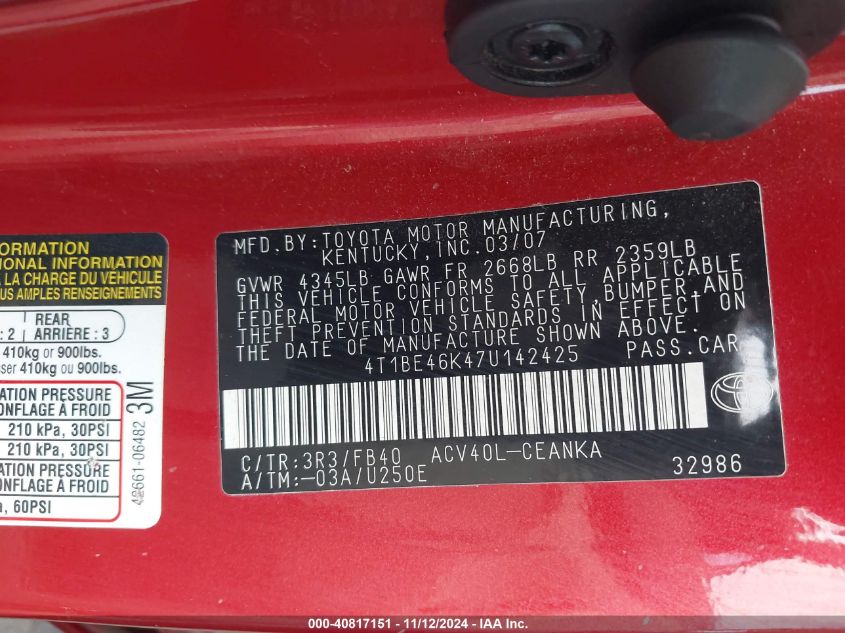 ORMATION
NAL INFORMATION
LA CHARGE DU VÉHICULE
US AMPLES RENSEIGNEMENTS
: 2
REAR
ARRIÈRE : 3
410kg or 900lbs.
ser 410kg ou 900lbs.
ATION PRESSURE
ONFLAGE À FROID
210 kPa, 30PSI
210 kPa, 30PSI
ATION PRESSURE
ONFLAGE À FROID
a, 60PSI
42661-06482 3M
MFD.BY:TOYOTA MOTOR MANUFACTURING,
KENTUCKY,INC.03/07
GVWR 4345LB GAWR FR 2668LB RR 2359LB
THIS VEHICLE CONFORMS TO ALL APPLICABLE
FEDERAL MOTOR VEHICLE SAFETY,BUMPER,AND
THEFT PREVENTION STANDARDS IN EFFECT ON
THE DATE OF MANUFACTURE SHOWN ABOVE.
4T1BE46K47U142425 PASS.CAR
C/TR:3R3/FB40 ACV40L-CEANKA
A/TM:-03A/U250E 32986
000-40817151 - 11/12/2024 - IAA Inc.